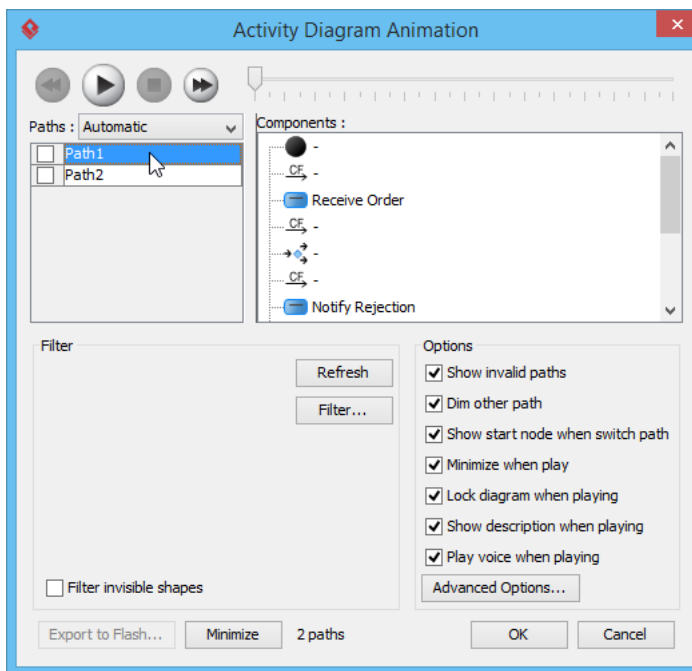 Activity Diagram Animation
Paths : Automatic
Components :
Path1
Path2
-
CF -
Receive Order
CF -
-
CF -
Notify Rejection
Filter
Refresh
Filter...
Filter invisible shapes
Options
Show invalid paths
Dim other path
Show start node when switch path
Minimize when play
Lock diagram when playing
Show description when playing
Play voice when playing
Advanced Options...
Export to Flash...
Minimize
2 paths
OK
Cancel